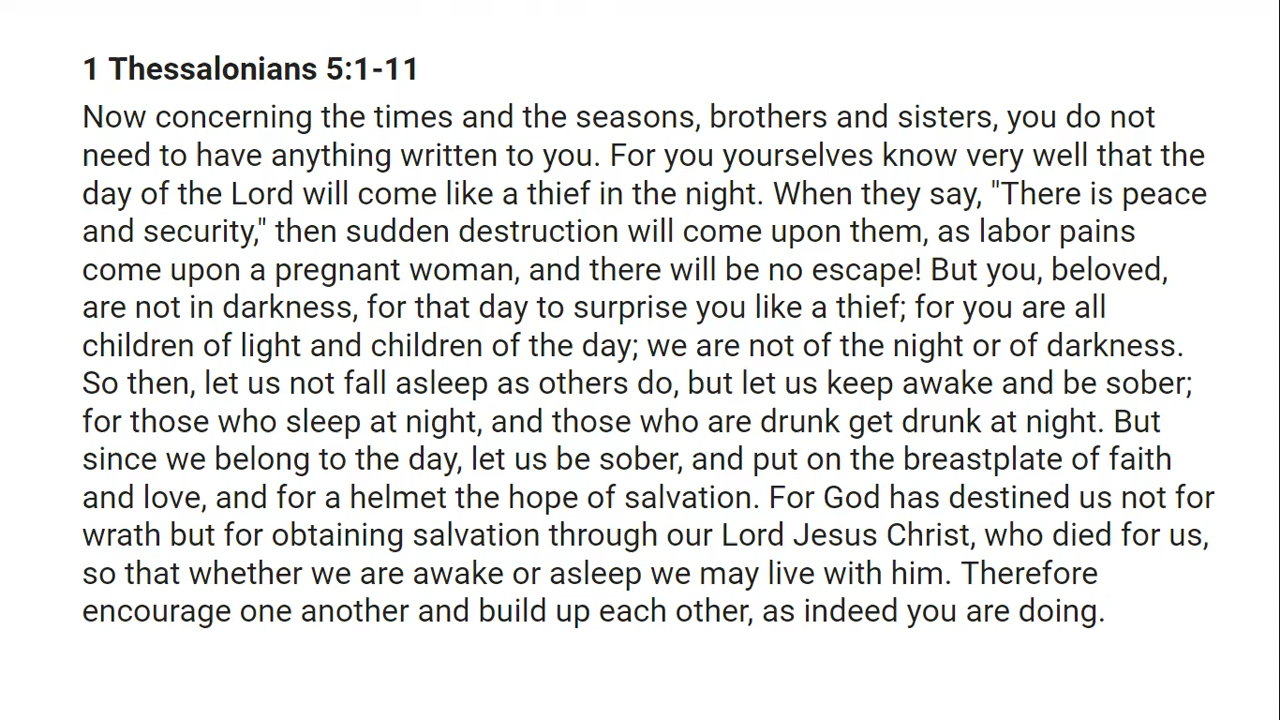 1 Thessalonians 5:1-11
Now concerning the times and the seasons, brothers and sisters, you do not
need to have anything written to you. For you yourselves know very well that the
day of the Lord will come like a thief in the night. When they say, "There is peace
and security," then sudden destruction will come upon them, as labor pains
come upon a pregnant woman, and there will be no escape! But you, beloved,
are not in darkness, for that day to surprise you like a thief; for you are all
children of light and children of the day; we are not of the night or of darkness.
So then, let us not fall asleep as others do, but let us keep awake and be sober;
for those who sleep at night, and those who are drunk get drunk at night. But
since we belong to the day, let us be sober, and put on the breastplate of faith
and love, and for a helmet the hope of salvation. For God has destined us not for
wrath but for obtaining salvation through our Lord Jesus Christ, who died for us,
so that whether we are awake or asleep we may live with him. Therefore
encourage one another and build up each other, as indeed you are doing.